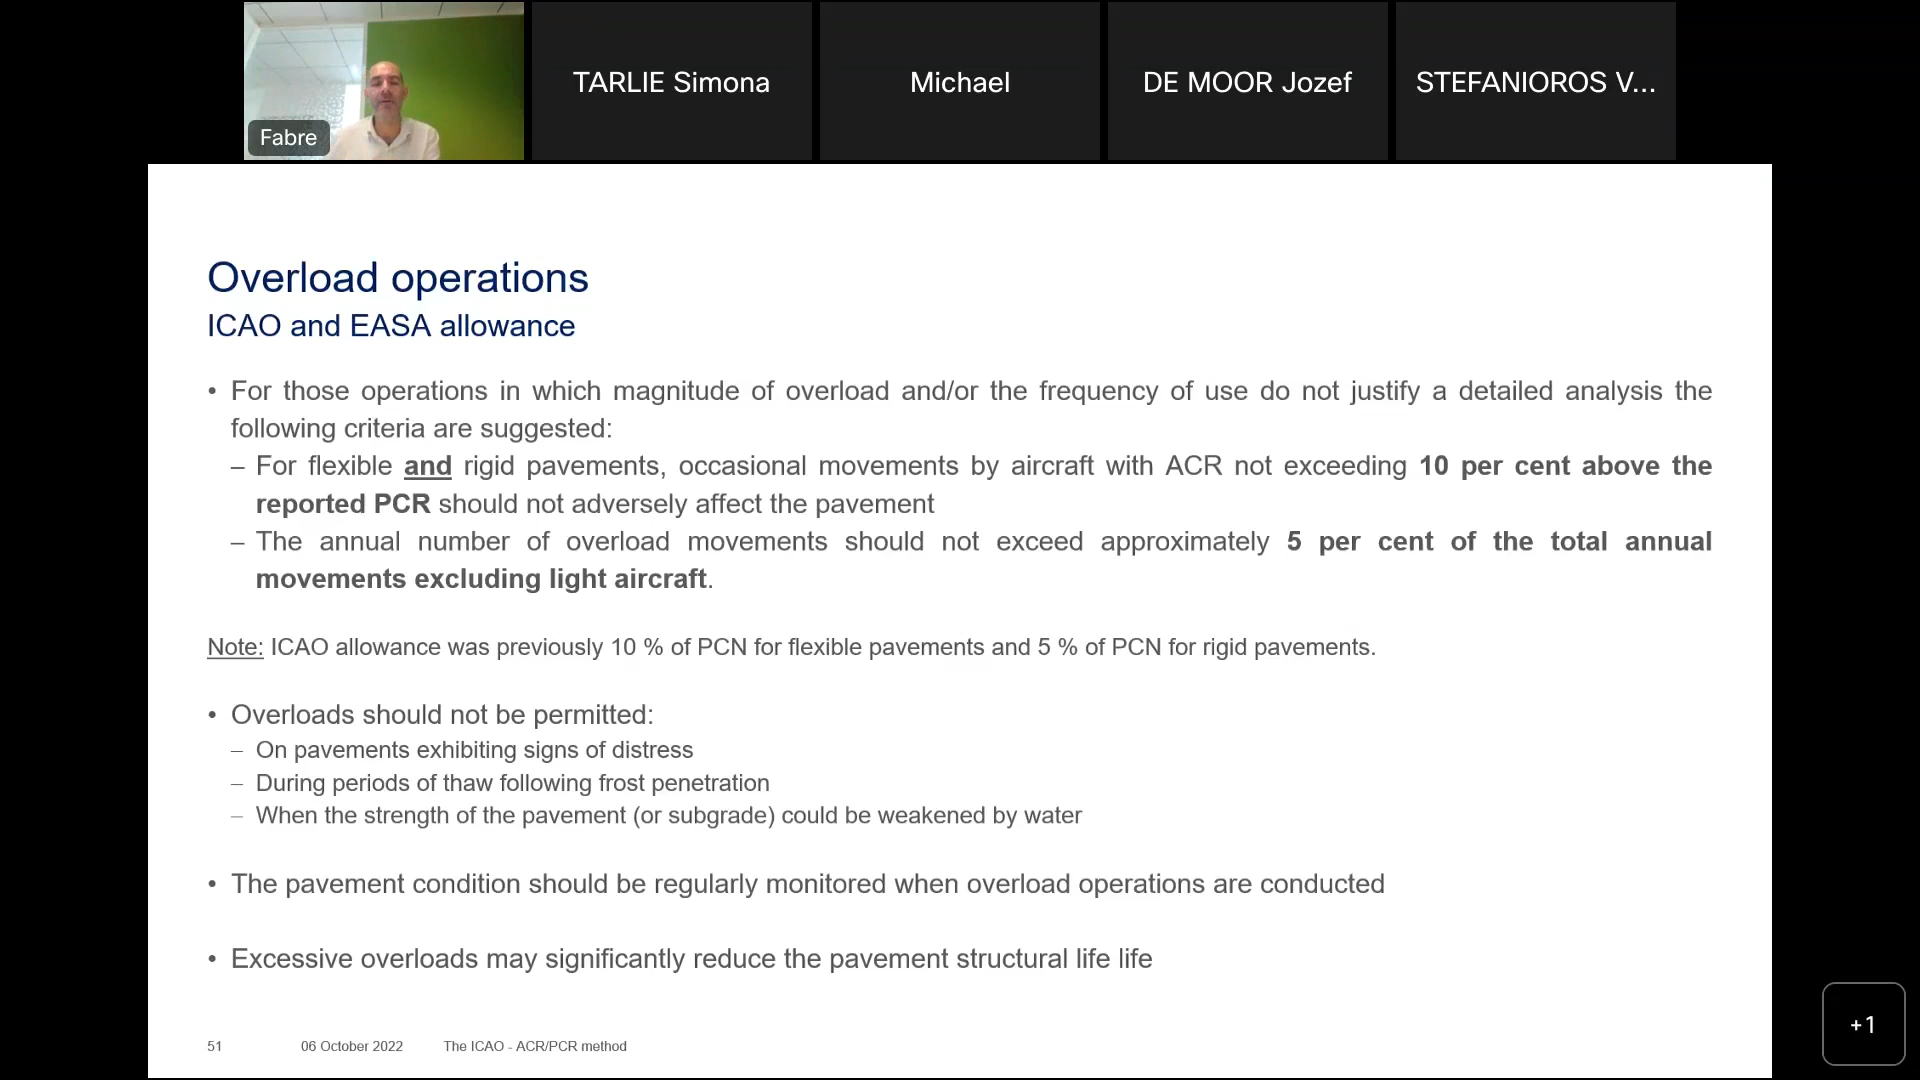 Fabre
TARLIE Simona
Michael
DE MOOR Jozef
STEFANIOROS V...
Overload operations
ICAO and EASA allowance
• For those operations in which magnitude of overload and/or the frequency of use do not justify a detailed analysis the
following criteria are suggested:
– For flexible and rigid pavements, occasional movements by aircraft with ACR not exceeding 10 per cent above the
reported PCR should not adversely affect the pavement
– The annual number of overload movements should not exceed approximately 5 per cent of the total annual
movements excluding light aircraft.
Note: ICAO allowance was previously 10 % of PCN for flexible pavements and 5 % of PCN for rigid pavements.
• Overloads should not be permitted:
– On pavements exhibiting signs of distress
– During periods of thaw following frost penetration
– When the strength of the pavement (or subgrade) could be weakened by water
• The pavement condition should be regularly monitored when overload operations are conducted
• Excessive overloads may significantly reduce the pavement structural life life
51 06 October 2022 The ICAO - ACR/PCR method
+1